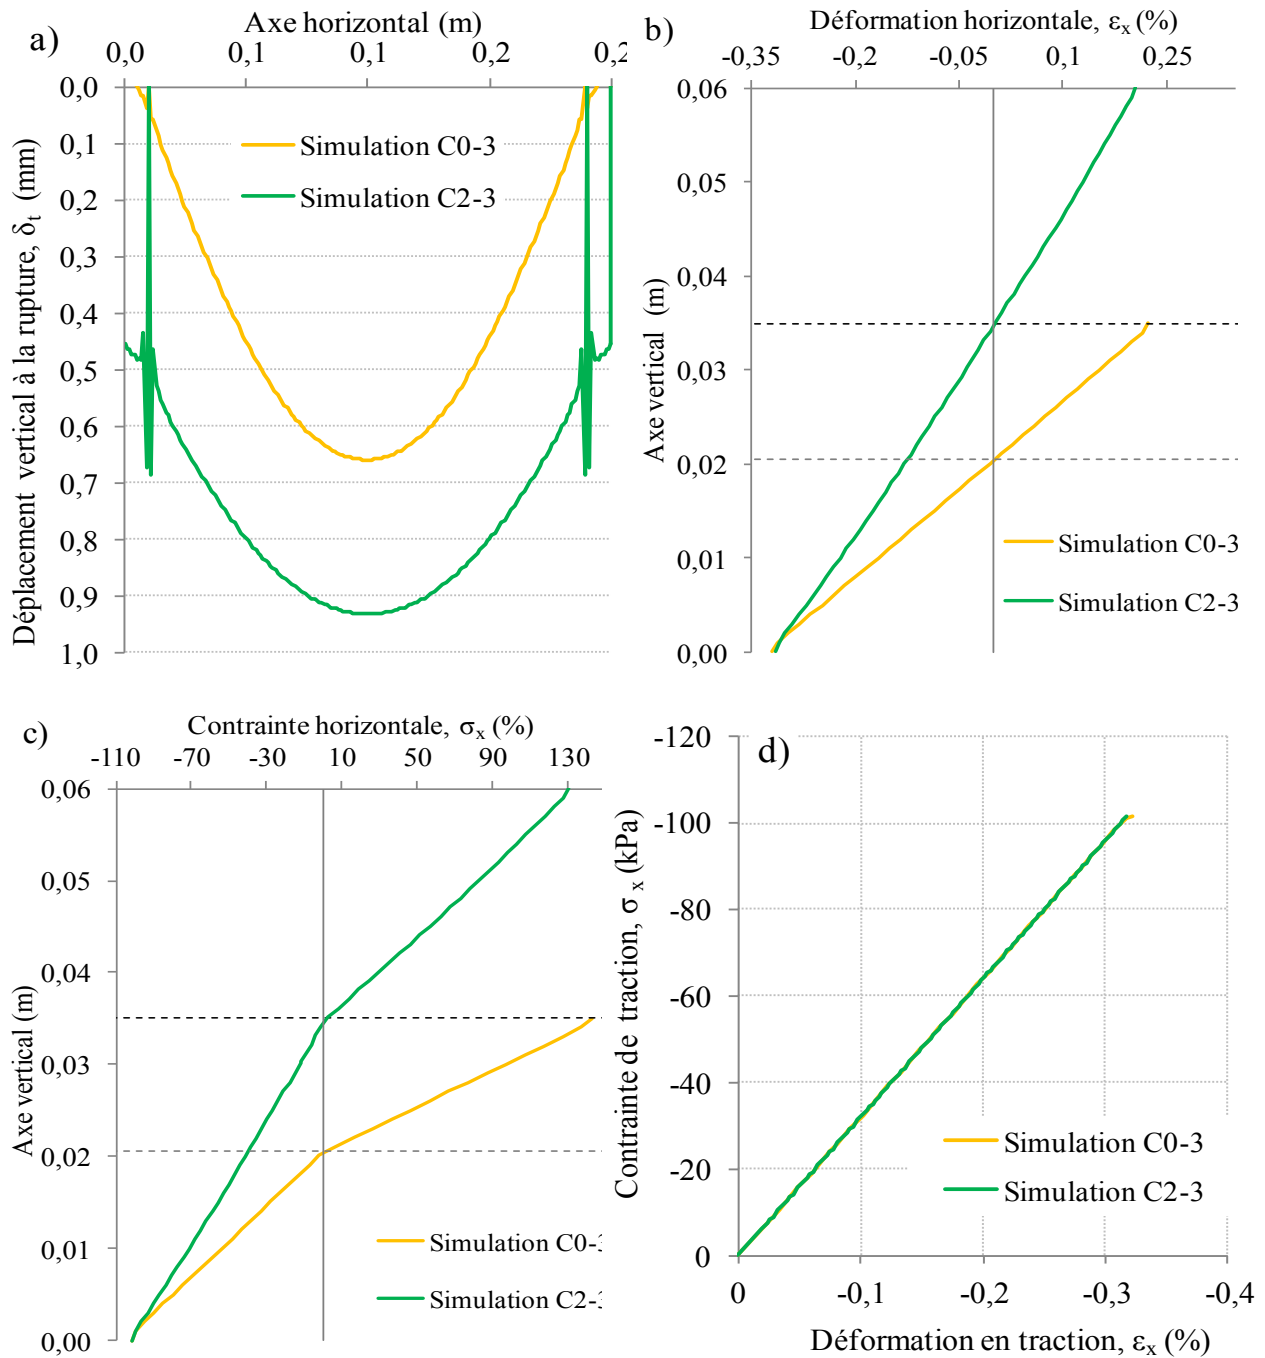 a)
Axe horizontal (m)
0,0 0,1 0,1 0,2 0,2
0,0
0,1
0,2
0,3
0,4
0,5
0,6
0,7
0,8
0,9
1,0
Déplacement vertical à la rupture, δt (mm)
Simulation C0-3
Simulation C2-3
b)
Déformation horizontale, εx (%)
-0,35 -0,2 -0,05 0,1 0,25
0,06
0,05
0,04
0,03
0,02
0,01
0,00
Axe vertical (m)
Simulation C0-3
Simulation C2-3
c)
Contrainte horizontale, σx (%)
-110 -70 -30 10 50 90 130
0,06
0,05
0,04
0,03
0,02
0,01
0,00
Axe vertical (m)
Simulation C0-3
Simulation C2-3
d)
-120
-100
-80
-60
-40
-20
0
Contrainte de traction, σx (kPa)
Simulation C0-3
Simulation C2-3
0 -0,1 -0,2 -0,3 -0,4
Déformation en traction, εx (%)